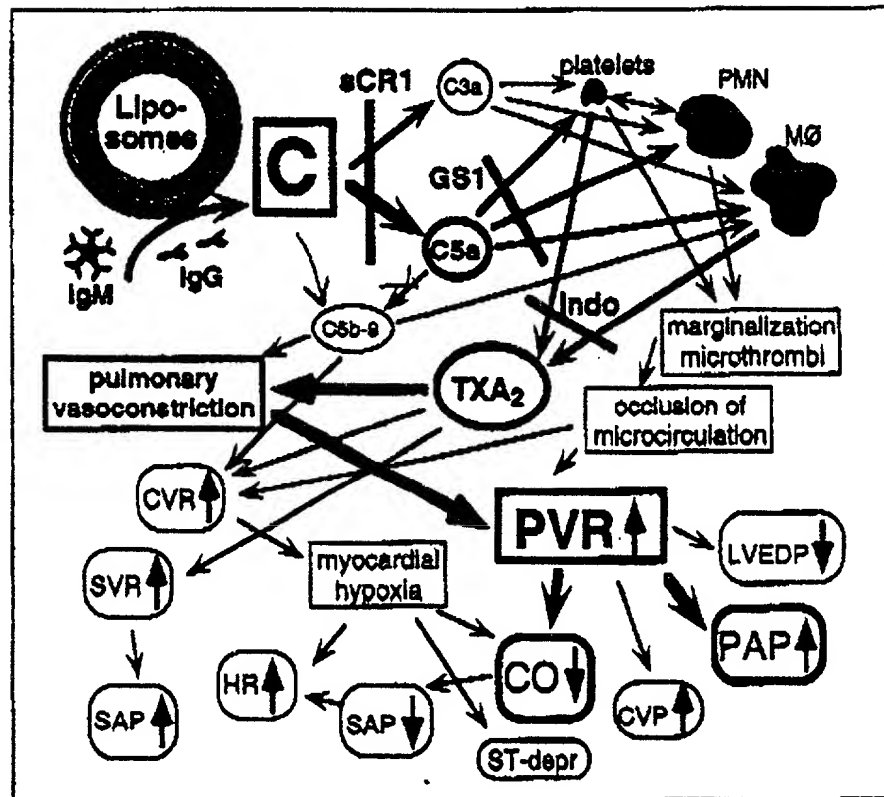 Lipo-
somes
C
sCR1
C3a
platelets
PMN
MØ
GS1
C5a
IgM
IgG
C5b-9
Indo
marginalization
microthrombi
pulmonary
vasoconstriction
TXA₂
occlusion of
microcirculation
CVR
PVR
LVEDP
SVR
myocardial
hypoxia
PAP
HR
CO
SAP
SAP
CVP
ST-depr